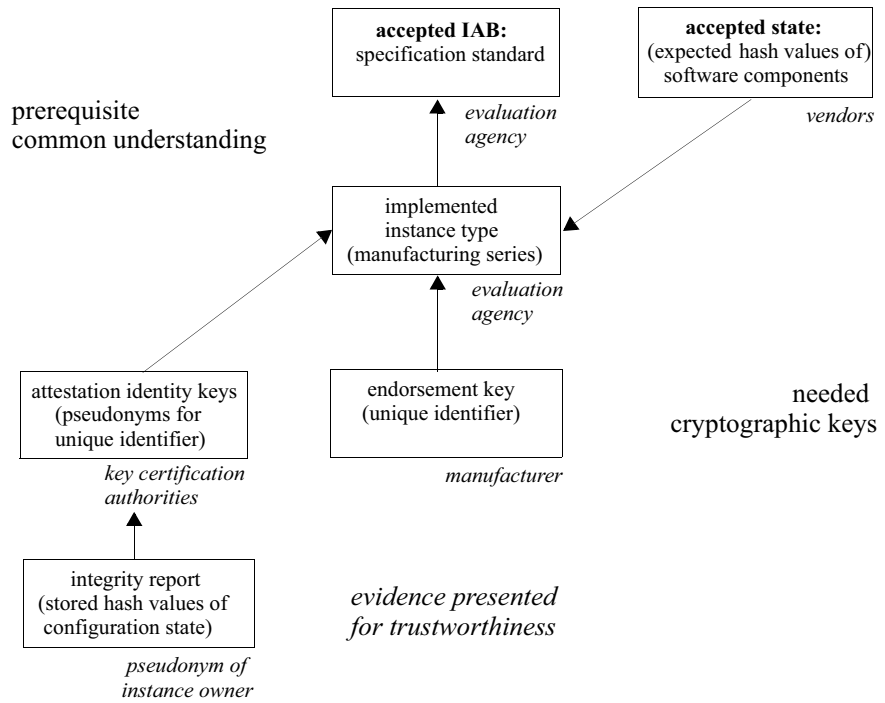 accepted IAB:
specification standard
accepted state:
(expected hash values of)
software components
prerequisite
common understanding
evaluation
agency
vendors
implemented
instance type
(manufacturing series)
evaluation
agency
attestation identity keys
(pseudonyms for
unique identifier)
endorsement key
(unique identifier)
needed
cryptographic keys
key certification
authorities
manufacturer
integrity report
(stored hash values of
configuration state)
evidence presented
for trustworthiness
pseudonym of
instance owner